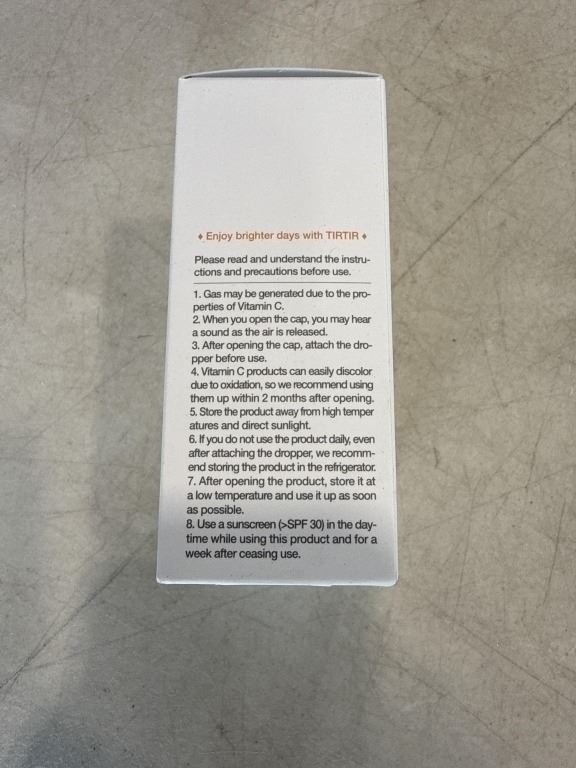 ♦ Enjoy brighter days with TIRTIR ♦
Please read and understand the instru-
ctions and precautions before use.
1. Gas may be generated due to the pro-
perties of Vitamin C.
2. When you open the cap, you may hear
a sound as the air is released.
3. After opening the cap, attach the dro-
pper before use.
4. Vitamin C products can easily discolor
due to oxidation, so we recommend using
them up within 2 months after opening.
5. Store the product away from high temper
atures and direct sunlight.
6. If you do not use the product daily, even
after attaching the dropper, we recomm-
end storing the product in the refrigerator.
7. After opening the product, store it at
a low temperature and use it up as soon
as possible.
8. Use a sunscreen (>SPF 30) in the day-
time while using this product and for a
week after ceasing use.